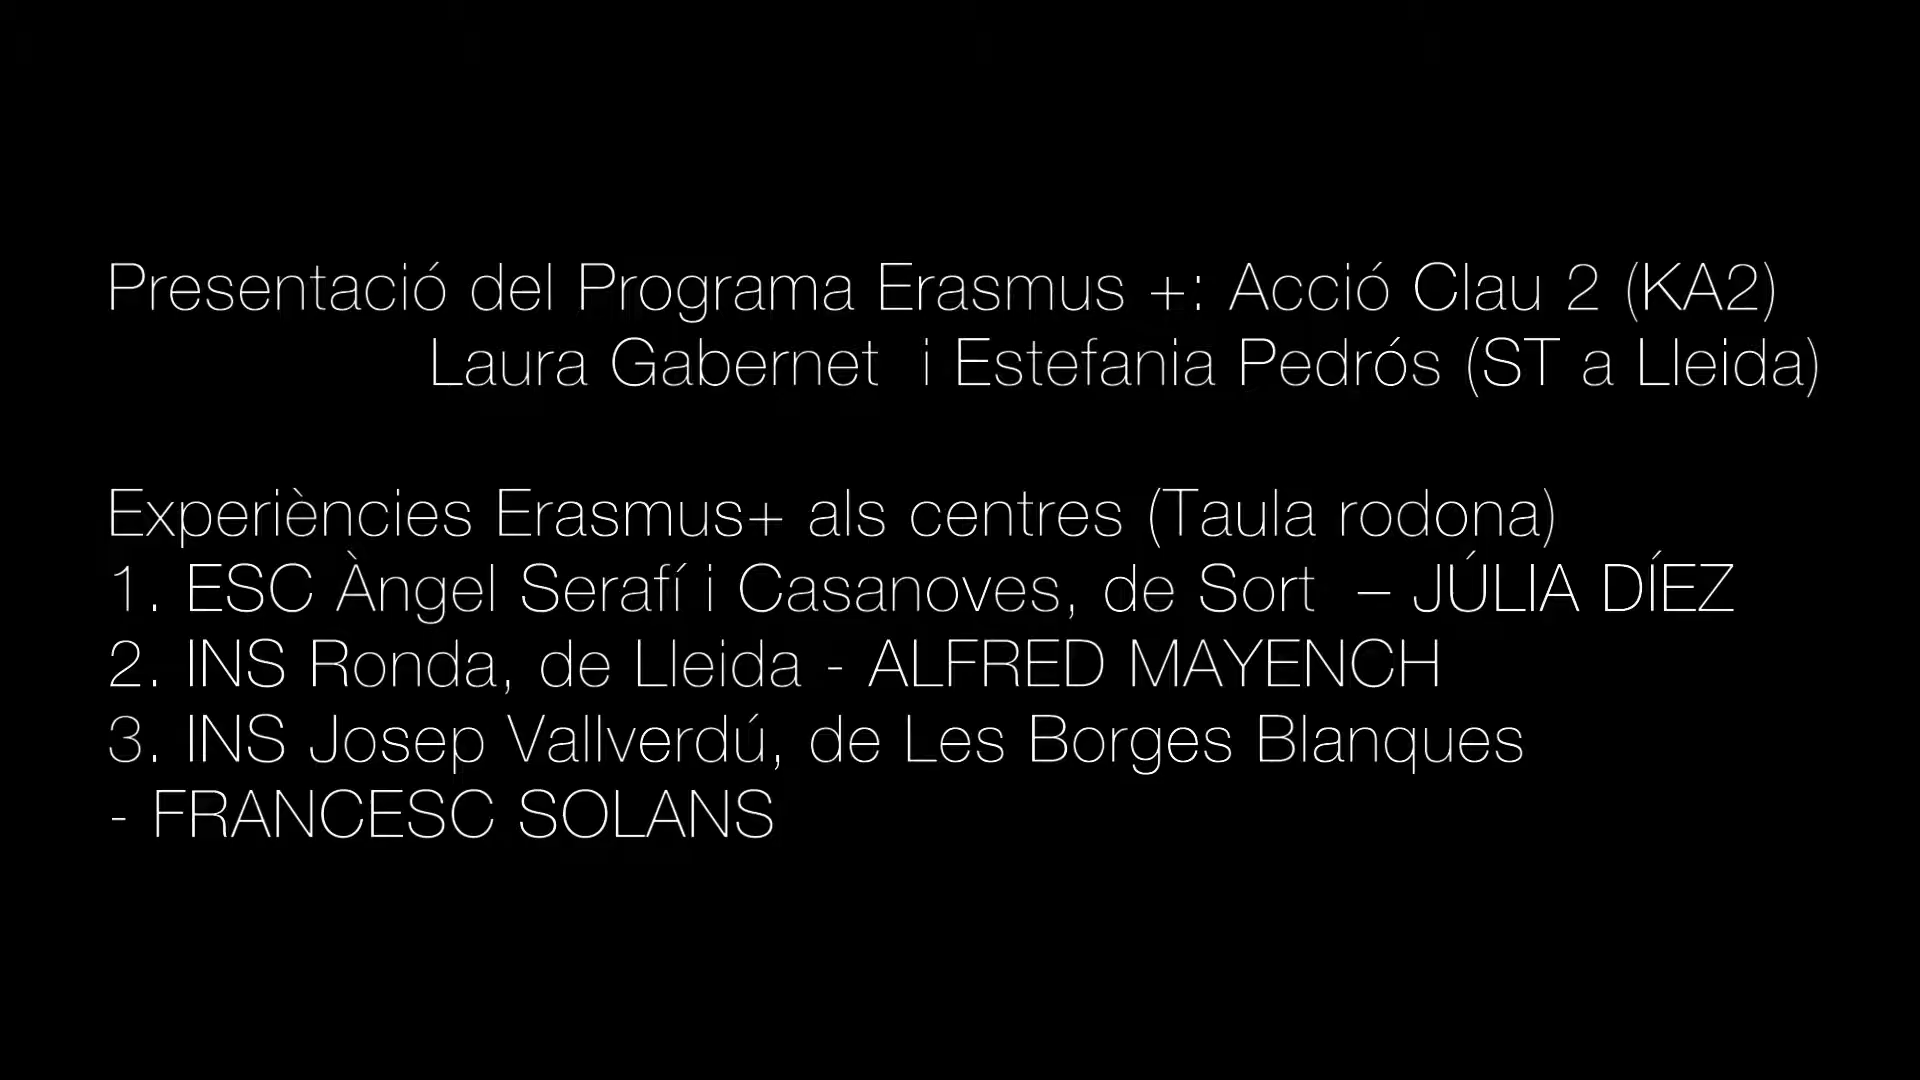 Presentació del Programa Erasmus +: Acció Clau 2 (KA2)
Laura Gabernet i Estefania Pedrós (ST a Lleida)
Experiències Erasmus+ als centres (Taula rodona)
1. ESC Àngel Serafí i Casanoves, de Sort – JÚLIA DÍEZ
2. INS Ronda, de Lleida - ALFRED MAYENCH
3. INS Josep Vallverdú, de Les Borges Blanques
- FRANCESC SOLANS